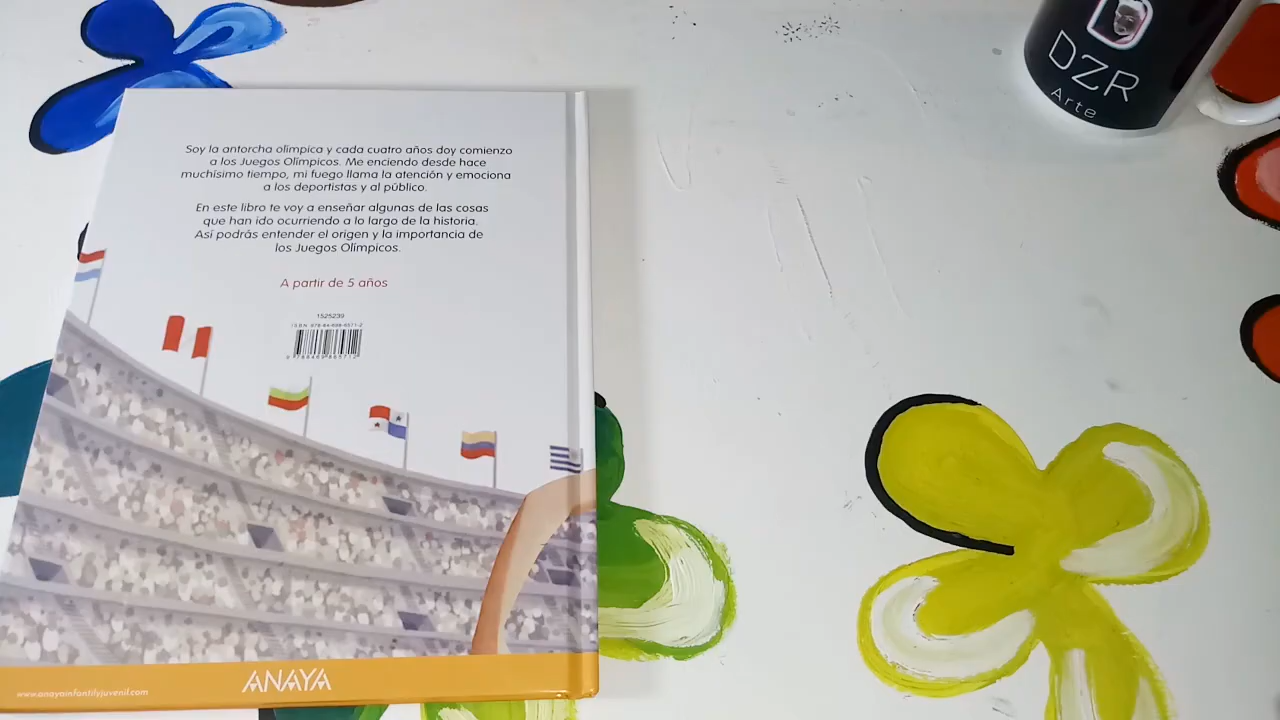 Soy la antorcha olímpica y cada cuatro años doy comienzo
a los Juegos Olímpicos. Me enciendo desde hace
muchísimo tiempo, mi fuego llama la atención y emociona
a los deportistas y al público.
En este libro te voy a enseñar algunas de las cosas
que han ido ocurriendo a lo largo de la historia.
Así podrás entender el origen y la importancia de
los Juegos Olímpicos.
A partir de 5 años
1525239
ANAYA
www.anayainfantilyjuvenil.com
DZR
Arte